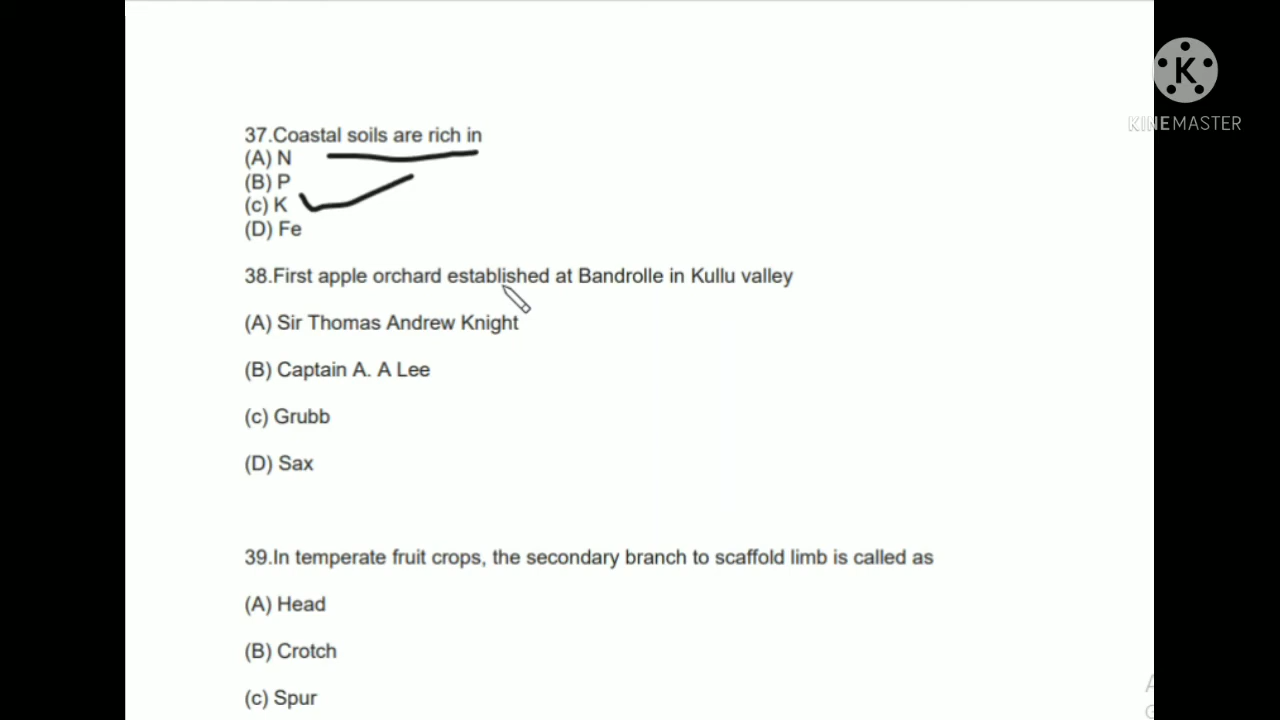 K
KINEMASTER
37.Coastal soils are rich in
(A) N
(B) P
(c) K
(D) Fe
38.First apple orchard established at Bandrolle in Kullu valley
(A) Sir Thomas Andrew Knight
(B) Captain A. A Lee
(c) Grubb
(D) Sax
39.In temperate fruit crops, the secondary branch to scaffold limb is called as
(A) Head
(B) Crotch
(c) Spur